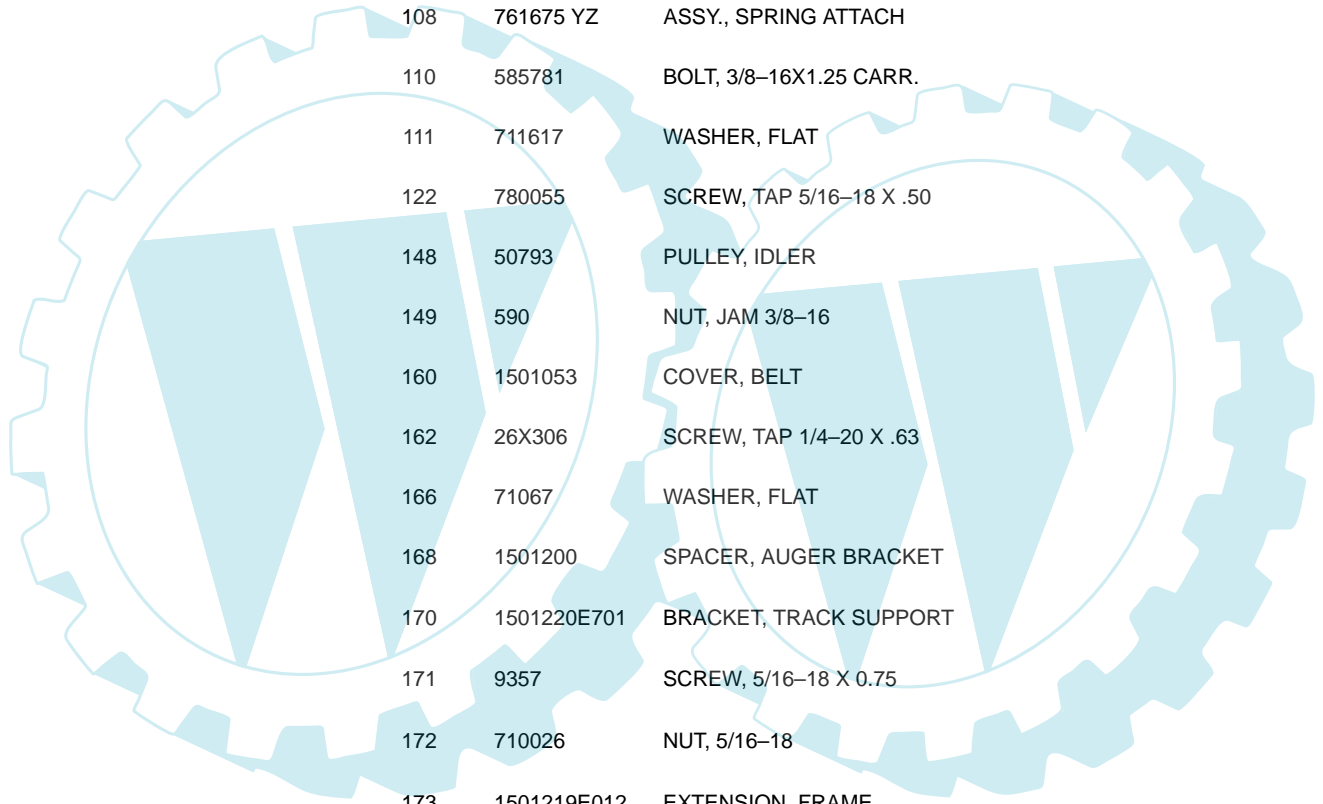 108 761675 YZ ASSY., SPRING ATTACH
110 585781 BOLT, 3/8–16X1.25 CARR.
111 711617 WASHER, FLAT
122 780055 SCREW, TAP 5/16–18 X .50
148 50793 PULLEY, IDLER
149 590 NUT, JAM 3/8–16
160 1501053 COVER, BELT
162 26X306 SCREW, TAP 1/4–20 X .63
166 71067 WASHER, FLAT
168 1501200 SPACER, AUGER BRACKET
170 1501220E701 BRACKET, TRACK SUPPORT
171 9357 SCREW, 5/16–18 X 0.75
172 710026 NUT, 5/16–18
173 1501219E012 EXTENSION, FRAME